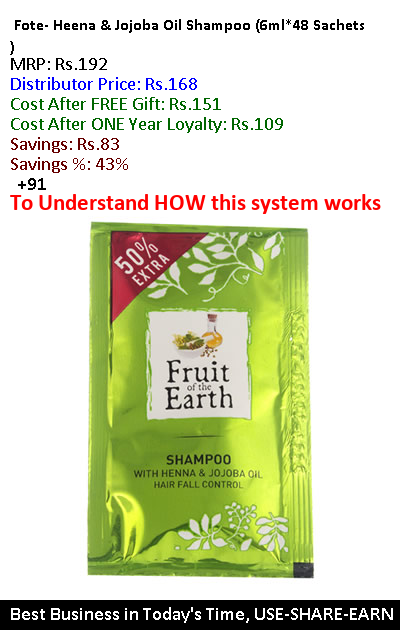 Fote- Heena & Jojoba Oil Shampoo (6ml*48 Sachets
)
MRP: Rs.192
Distributor Price: Rs.168
Cost After FREE Gift: Rs.151
Cost After ONE Year Loyalty: Rs.109
Savings: Rs.83
Savings %: 43%
+91
To Understand HOW this system works
50%
EXTRA
Fruit
of the
Earth
SHAMPOO
WITH HENNA & JOJOBA OIL
HAIR FALL CONTROL
Best Business in Today's Time, USE-SHARE-EARN